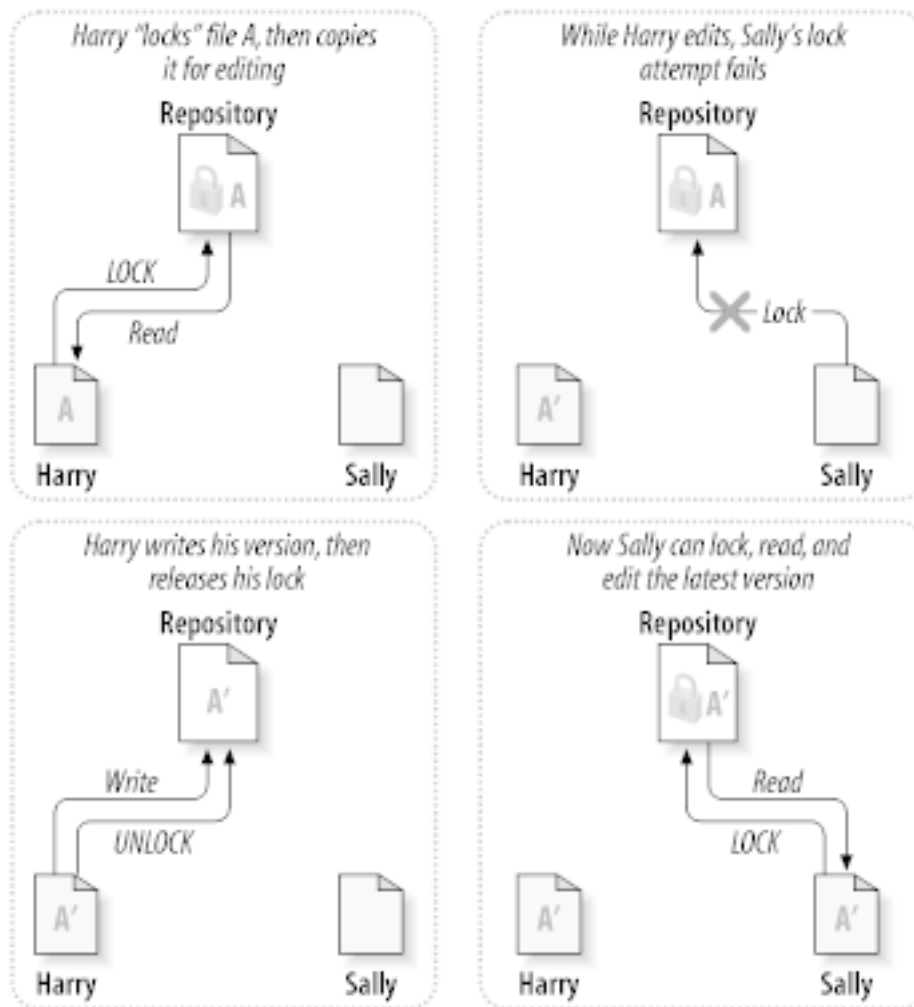 Harry “locks” file A, then copies
it for editing
Repository
A
LOCK
Read
A
Harry
Sally
While Harry edits, Sally’s lock
attempt fails
Repository
A
Lock
A’
Harry
Sally
Harry writes his version, then
releases his lock
Repository
A’
Write
UNLOCK
A’
Harry
Sally
Now Sally can lock, read, and
edit the latest version
Repository
A’
Read
LOCK
A’
Harry
A’
Sally